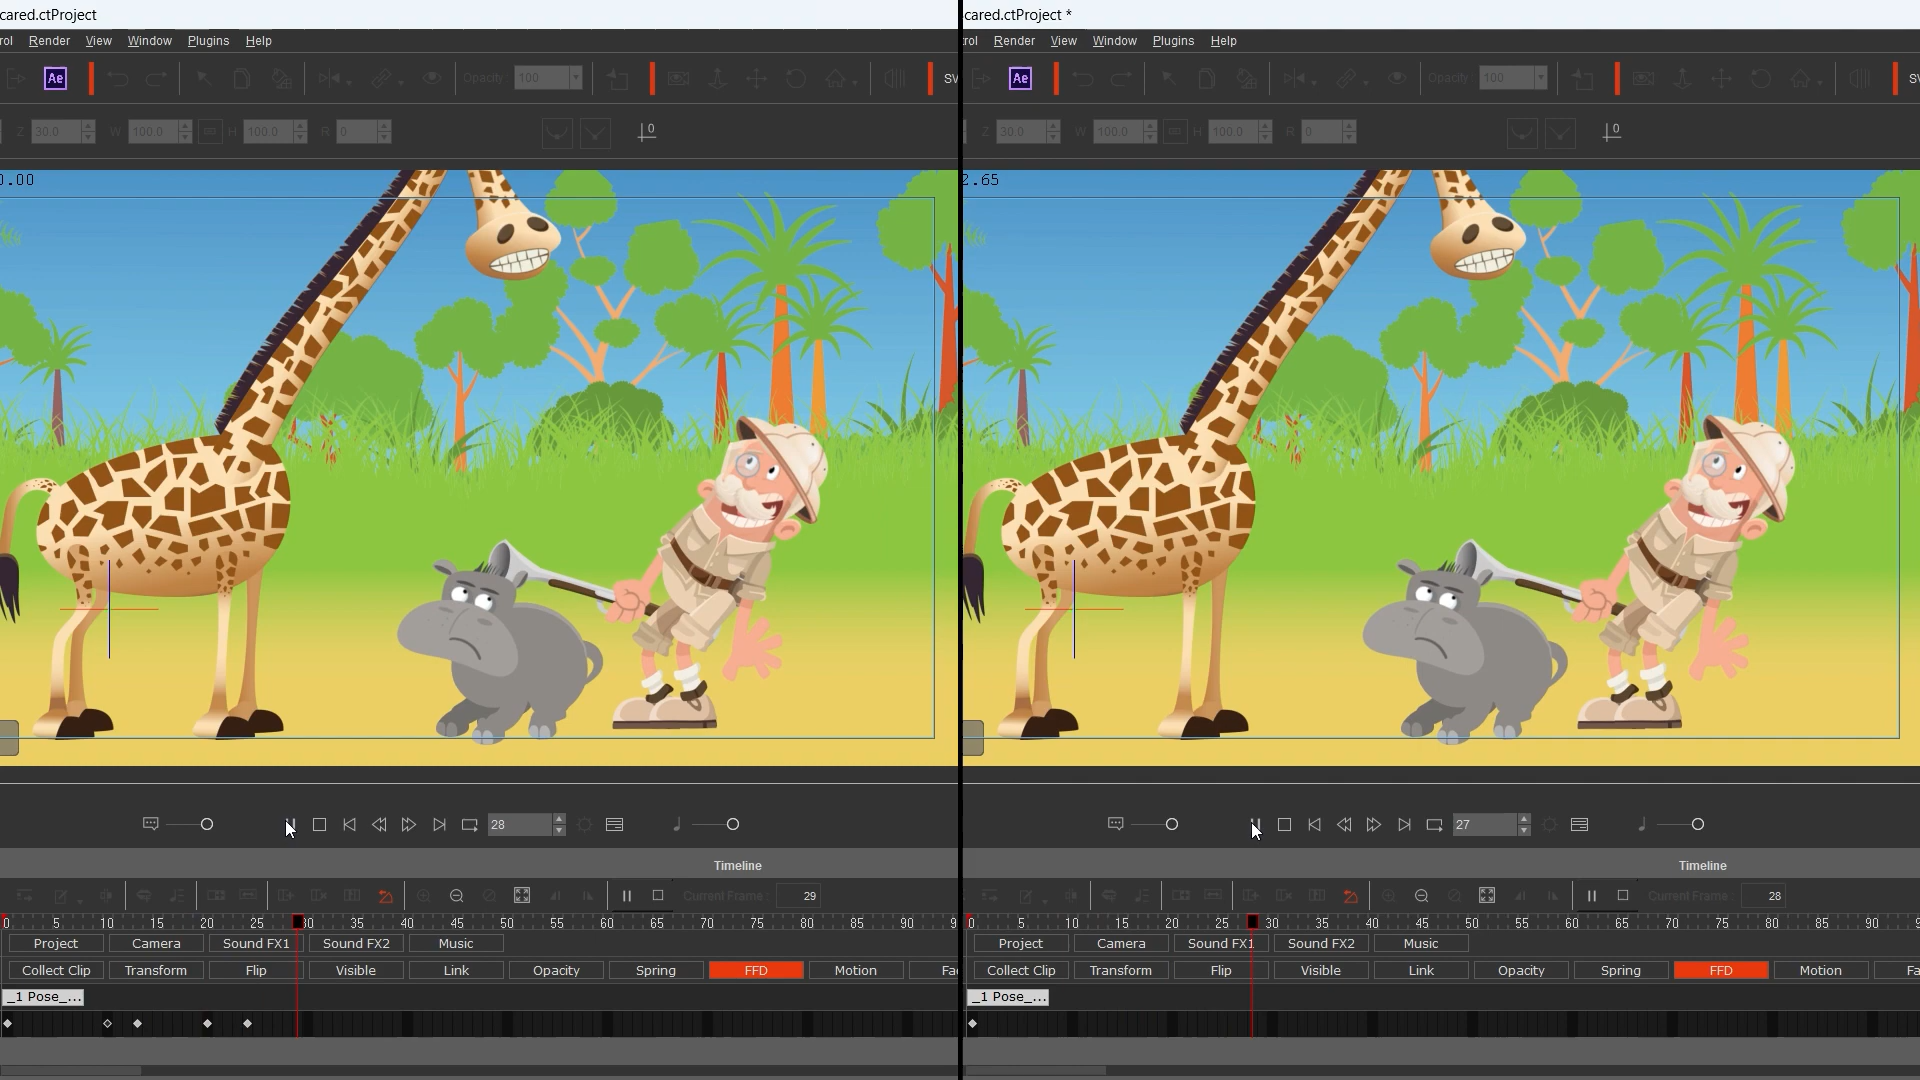 cared.ctProject
rol Render View Window Plugins Help
Ae Opacity 100 SV
Z 30.0 W 100.0 H 100.0 R 0 0
0.00
28
Timeline
Current Frame: 29
0 5 10 15 20 25 30 35 40 45 50 55 60 65 70 75 80 85 90 9
Project Camera Sound FX1 Sound FX2 Music
Collect Clip Transform Flip Visible Link Opacity Spring FFD Motion Fac
_1 Pose_...
cared.ctProject *
rol Render View Window Plugins Help
Ae Opacity 100 SV
Z 30.0 W 100.0 H 100.0 R 0 0
2.65
27
Timeline
Current Frame: 28
0 5 10 15 20 25 30 35 40 45 50 55 60 65 70 75 80 85 90 9
Project Camera Sound FX1 Sound FX2 Music
Collect Clip Transform Flip Visible Link Opacity Spring FFD Motion Fa
_1 Pose_...